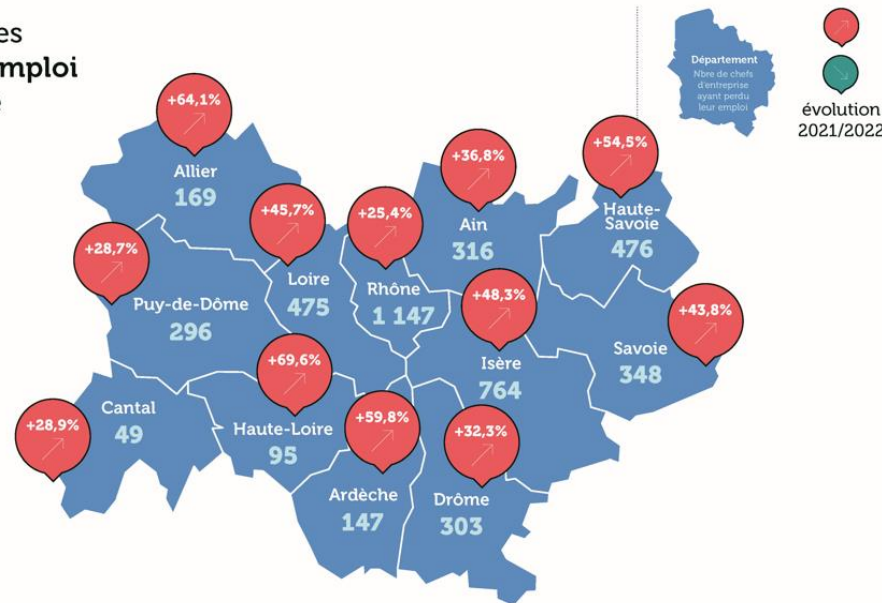 es
mploi
Département
Nbre de chefs
d'entreprise
ayant perdu
leur emploi
évolution
2021/2022
+64,1%
Allier
169
+36,8%
Ain
316
+54,5%
Haute-
Savoie
476
+45,7%
Loire
475
+25,4%
Rhône
1 147
+28,7%
Puy-de-Dôme
296
+48,3%
Isère
764
+43,8%
Savoie
348
+69,6%
Haute-Loire
95
+28,9%
Cantal
49
+59,8%
Ardèche
147
+32,3%
Drôme
303